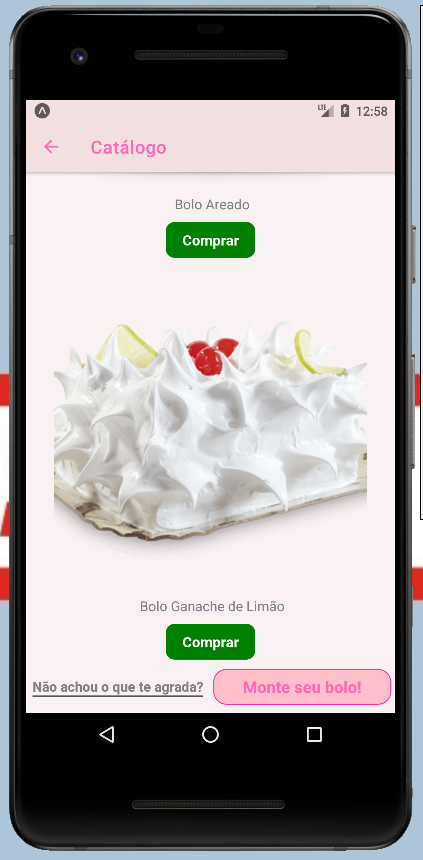 LTE 12:58
Catálogo
Bolo Areado
Comprar
Bolo Ganache de Limão
Comprar
Não achou o que te agrada? Monte seu bolo!